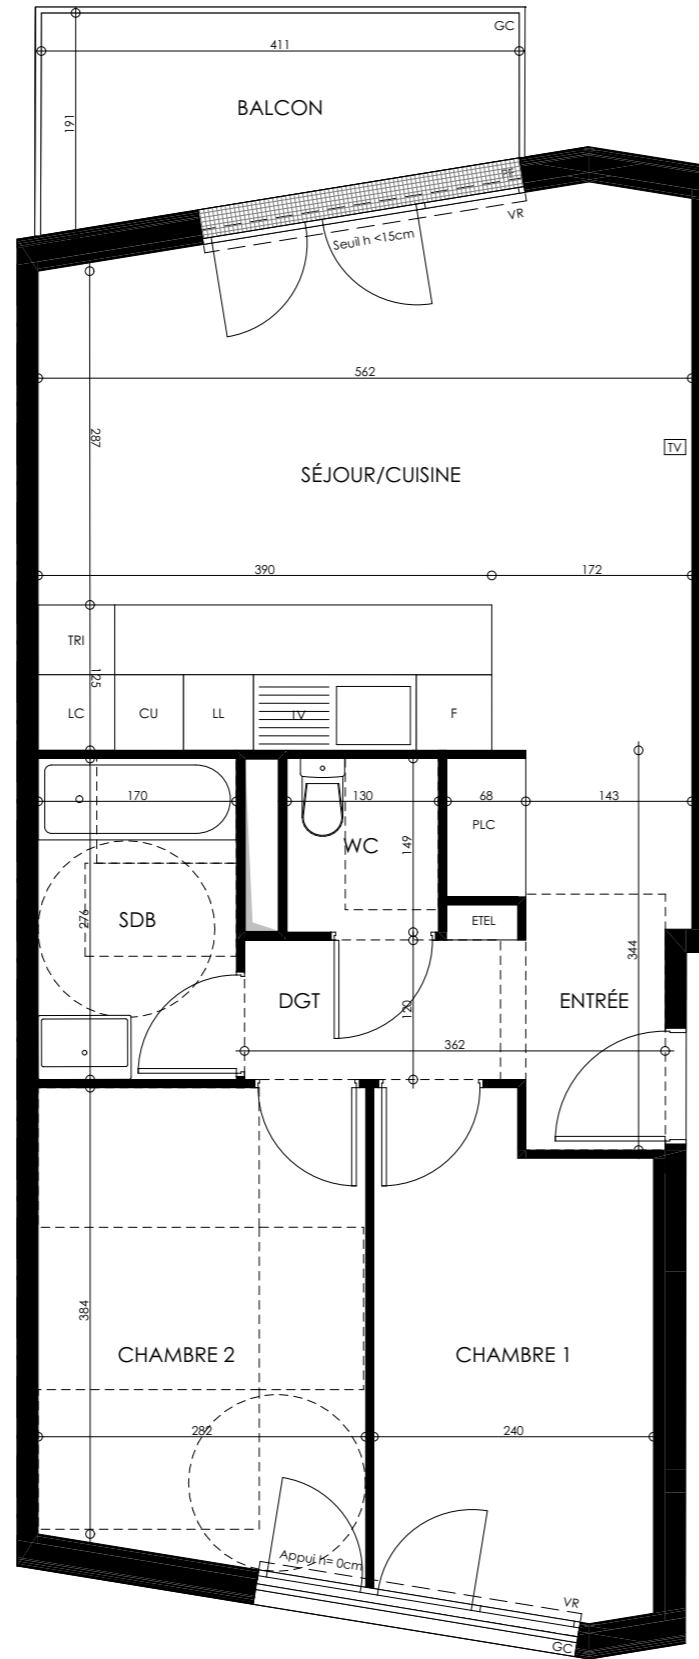 GC
411
BALCON
191
VR
Seuil h <15cm
562
287
TV
SÉJOUR/CUISINE
390
172
TRI
125
LC
CU
LL
LV
F
170
130
68
143
PLC
149
WC
276
SDB
ETEL
344
DGT
ENTRÉE
120
362
384
CHAMBRE 2
CHAMBRE 1
282
240
Appui h= 0cm
VR
GC